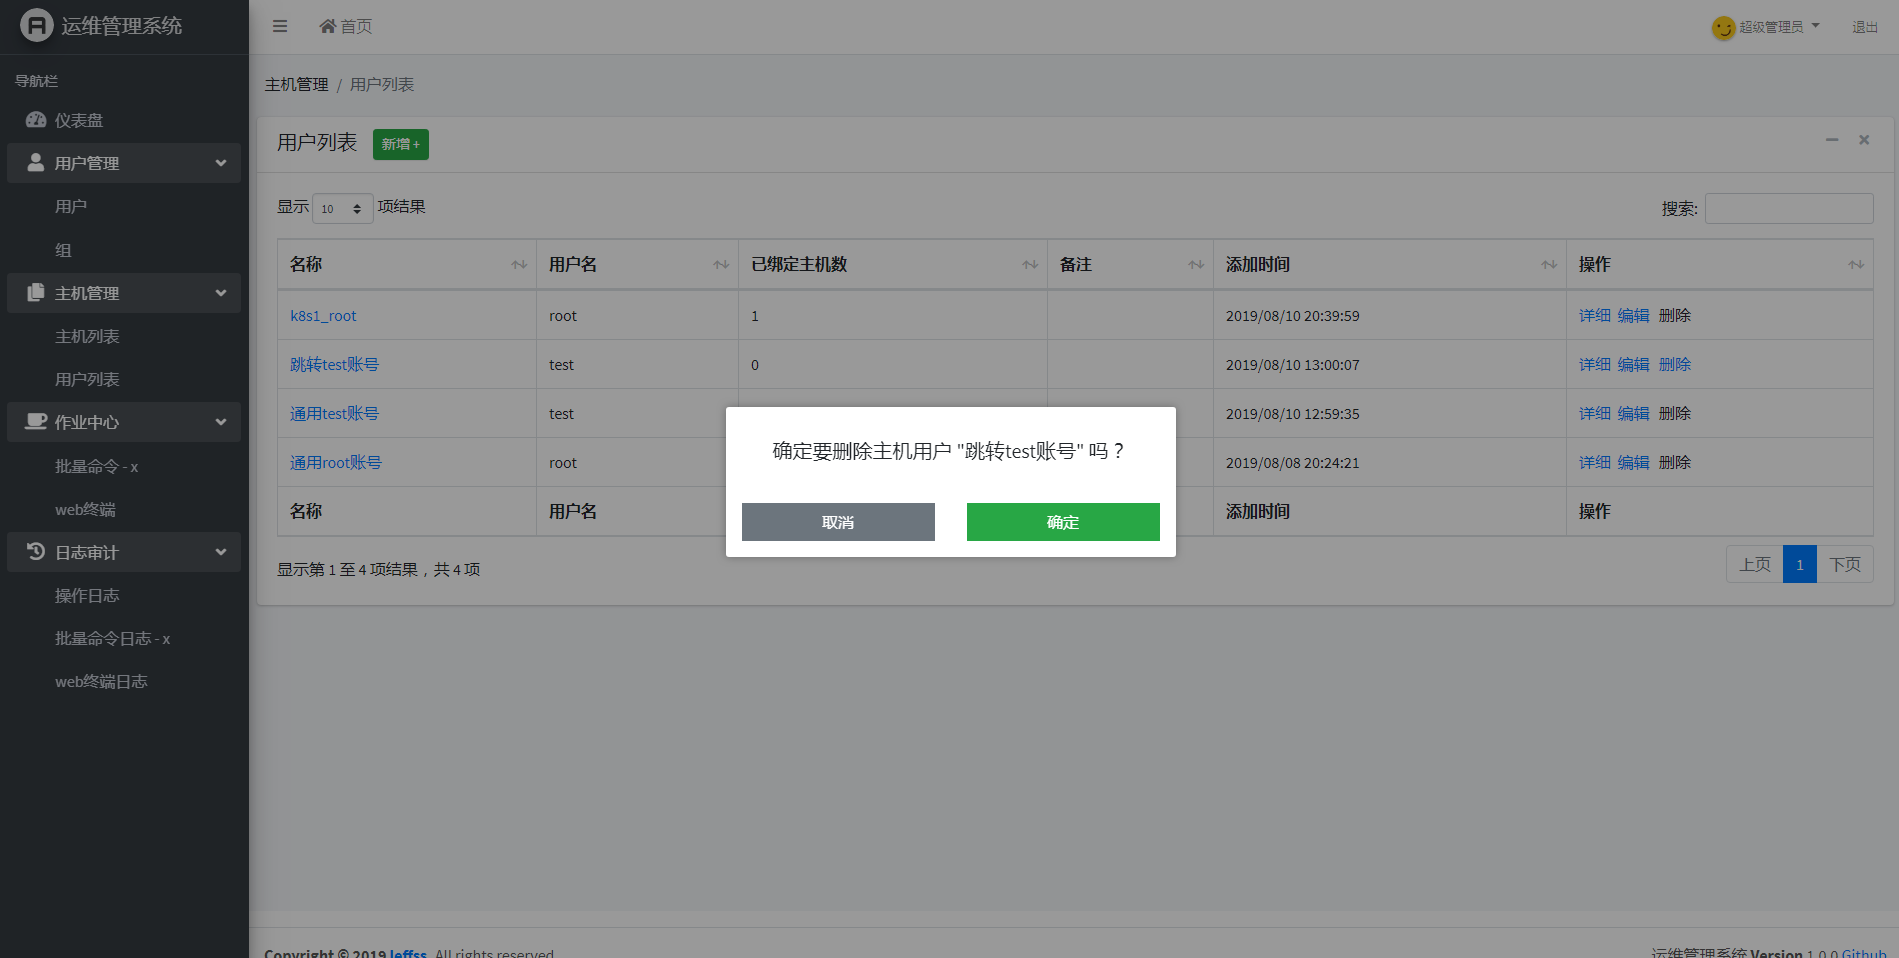 运维管理系统
首页
超级管理员
退出
导航栏
仪表盘
用户管理
用户
组
主机管理
主机列表
用户列表
作业中心
批量命令 - x
web终端
日志审计
操作日志
批量命令日志 - x
web终端日志
主机管理 / 用户列表
用户列表 新增 +
显示 10 项结果
搜索:
名称 用户名 已绑定主机数 备注 添加时间 操作
k8s1_root root 1 2019/08/10 20:39:59 详细 编辑 删除
跳转test账号 test 0 2019/08/10 13:00:07 详细 编辑 删除
通用test账号 test 2019/08/10 12:59:35 详细 编辑 删除
通用root账号 root 2019/08/08 20:24:21 详细 编辑 删除
名称 用户名 添加时间 操作
确定要删除主机用户 "跳转test账号" 吗？
取消 确定
显示第 1 至 4 项结果，共 4 项
上页 1 下页
Copyright © 2019 Jeffss. All rights reserved.
运维管理系统 Version 1.0.0 Github